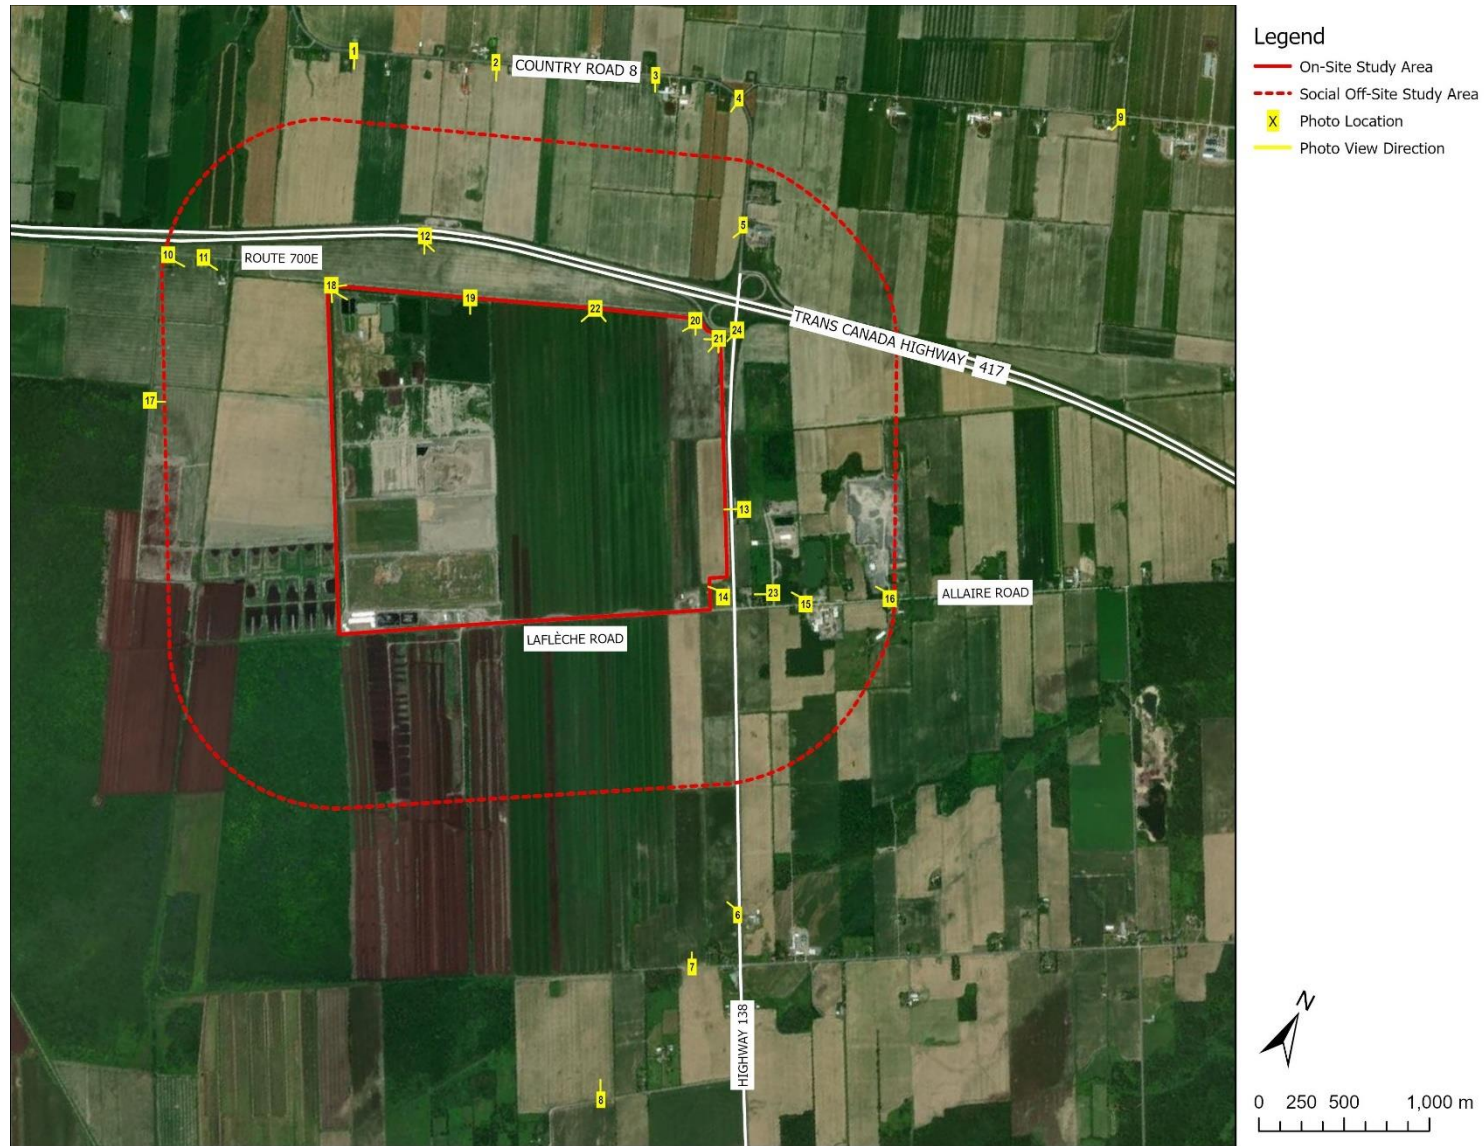 Legend
On-Site Study Area
Social Off-Site Study Area
X Photo Location
Photo View Direction
1
2
COUNTRY ROAD 8
3
4
9
5
12
10
11
ROUTE 700E
18
19
22
20
21
24
TRANS CANADA HIGHWAY 417
17
13
14
23
15
16
ALLAIRE ROAD
LAFLÈCHE ROAD
6
7
HIGHWAY 138
8
N
0 250 500 1,000 m